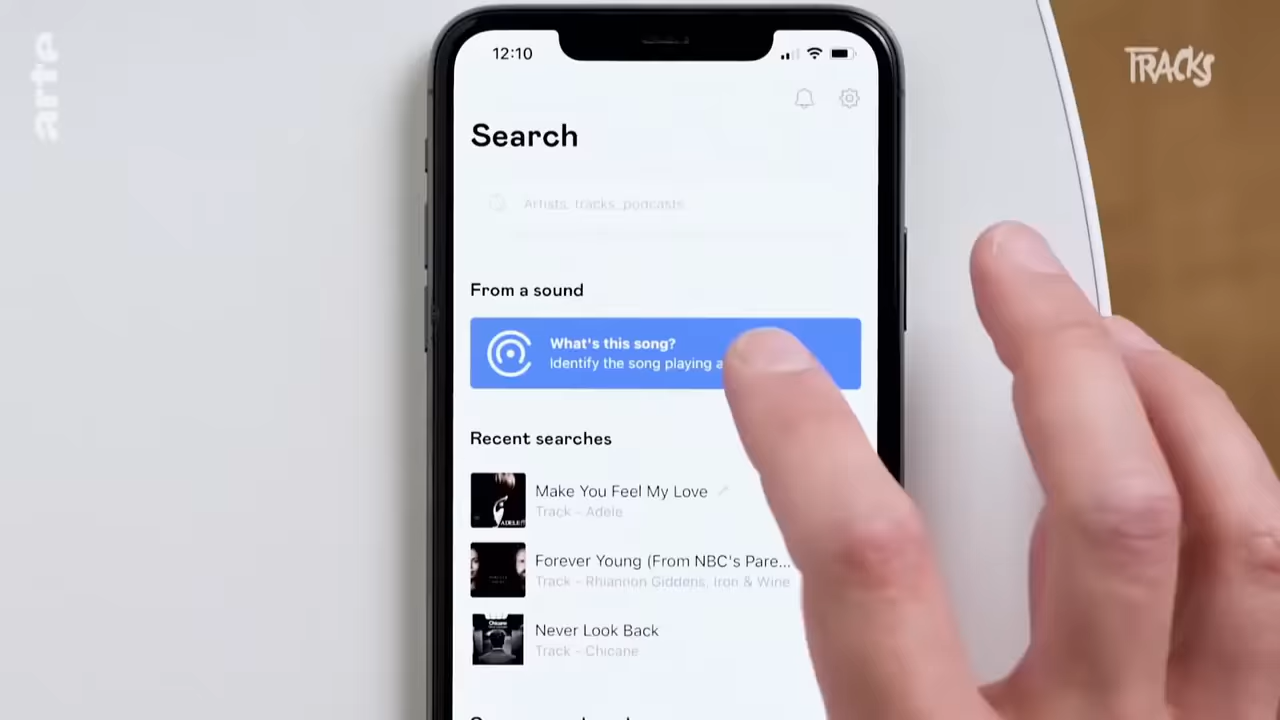 arte
TRACKS
12:10
Search
Artists, tracks, podcasts
From a sound
What's this song?
Identify the song playing a
Recent searches
Make You Feel My Love
Track - Adele
ADELE
Forever Young (From NBC's Pare...
Track - Rhiannon Giddens, Iron & Wine
Never Look Back
Track - Chicane
Chicane